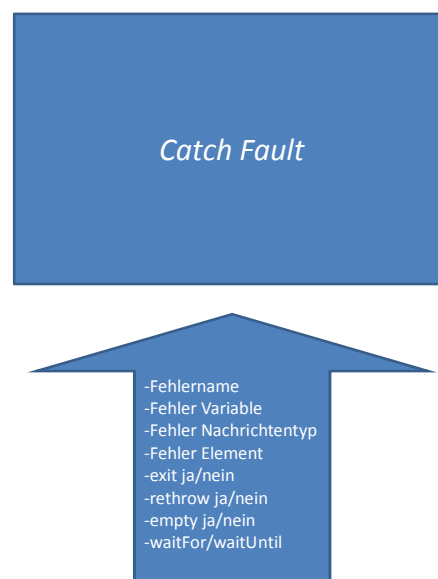 Catch Fault
-Fehlername
-Fehler Variable
-Fehler Nachrichtentyp
-Fehler Element
-exit ja/nein
-rethrow ja/nein
-empty ja/nein
-waitFor/waitUntil